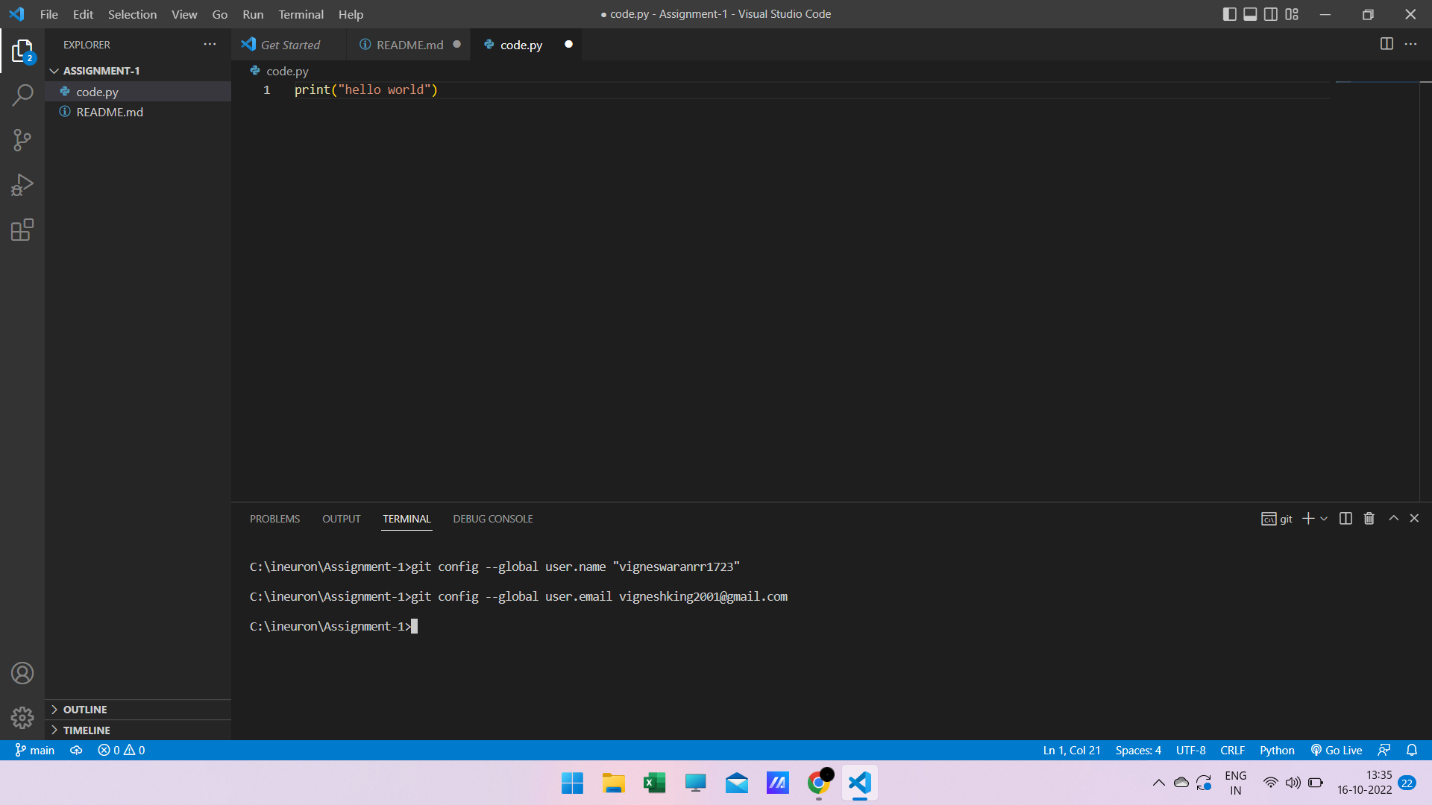 File Edit Selection View Go Run Terminal Help
● code.py - Assignment-1 - Visual Studio Code
EXPLORER
Get Started
README.md
code.py
2
ASSIGNMENT-1
code.py
code.py
1 print("hello world")
README.md
PROBLEMS OUTPUT TERMINAL DEBUG CONSOLE
git
C:\ineuron\Assignment-1>git config --global user.name "vigneswaranrr1723"
C:\ineuron\Assignment-1>git config --global user.email vigneshking2001@gmail.com
C:\ineuron\Assignment-1>
OUTLINE
TIMELINE
main
0 0
Ln 1, Col 21 Spaces: 4 UTF-8 CRLF Python Go Live
ENG
IN
13:35
16-10-2022
22